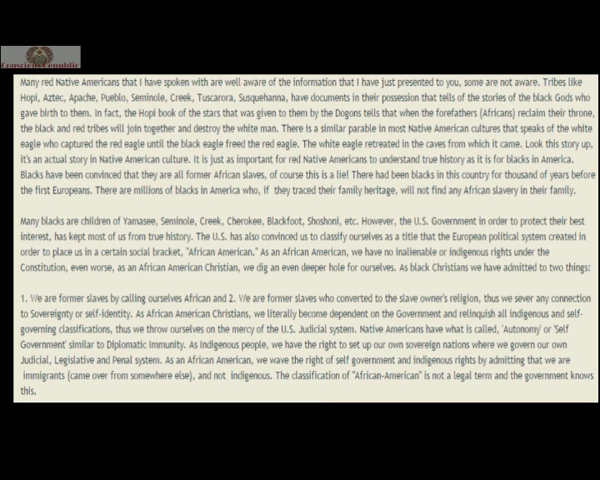 Conscious Republic
Many red Native Americans that I have spoken with are well aware of the information that I have just presented to you, some are not aware. Tribes like
Hopi, Aztec, Apache, Pueblo, Seminole, Creek, Tuscarora, Susquehanna, have documents in their possession that tells of the stories of the black Gods who
gave birth to them. In fact, the Hopi book of the stars that was given to them by the Dogons tells that when the forefathers (Africans) reclaim their throne,
the black and red tribes will join together and destroy the white man. There is a similar parable in most Native American cultures that speaks of the white
eagle who captured the red eagle until the black eagle freed the red eagle. The white eagle retreated in the caves from which it came. Look this story up,
it's an actual story in Native American culture. It is just as important for red Native Americans to understand true history as it is for blacks in America.
Blacks have been convinced that they are all former African slaves, of course this is a lie! There had been blacks in this country for thousand of years before
the first Europeans. There are millions of blacks in America who, if they traced their family heritage, will not find any African slavery in their family.
Many blacks are children of Yamasee, Seminole, Creek, Cherokee, Blackfoot, Shoshoni, etc. However, the U.S. Government in order to protect their best
interest, has kept most of us from true history. The U.S. has also convinced us to classify ourselves as a title that the European political system created in
order to place us in a certain social bracket, "African American." As an African American, we have no inalienable or indigenous rights under the
Constitution, even worse, as an African American Christian, we dig an even deeper hole for ourselves. As black Christians we have admitted to two things:
1. We are former slaves by calling ourselves African and 2. We are former slaves who converted to the slave owner's religion, thus we sever any connection
to Sovereignty or self-identity. As African American Christians, we literally become dependent on the Government and relinquish all indigenous and self-
governing classifications, thus we throw ourselves on the mercy of the U.S. Judicial system. Native Americans have what is called, 'Autonomy' or 'Self
Government' similar to Diplomatic Immunity. As Indigenous people, we have the right to set up our own sovereign nations where we govern our own
Judicial, Legislative and Penal system. As an African American, we wave the right of self government and indigenous rights by admitting that we are
immigrants (came over from somewhere else), and not indigenous. The classification of "African-American" is not a legal term and the government knows
this.